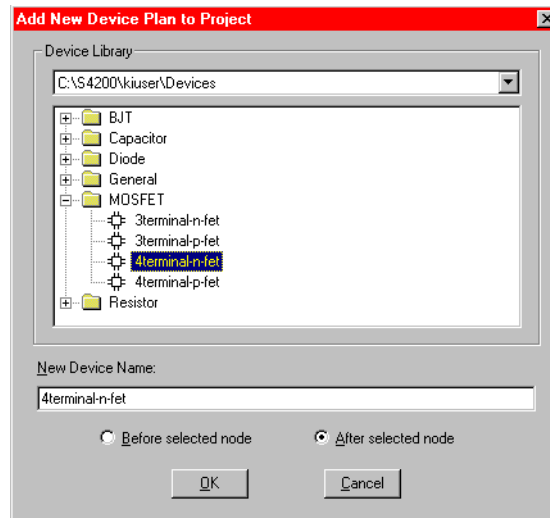 Add New Device Plan to Project
Device Library
C:\S4200\kiuser\Devices
BJT
Capacitor
Diode
General
MOSFET
3terminal-n-fet
3terminal-p-fet
4terminal-n-fet
4terminal-p-fet
Resistor
New Device Name:
4terminal-n-fet
Before selected node
After selected node
OK
Cancel